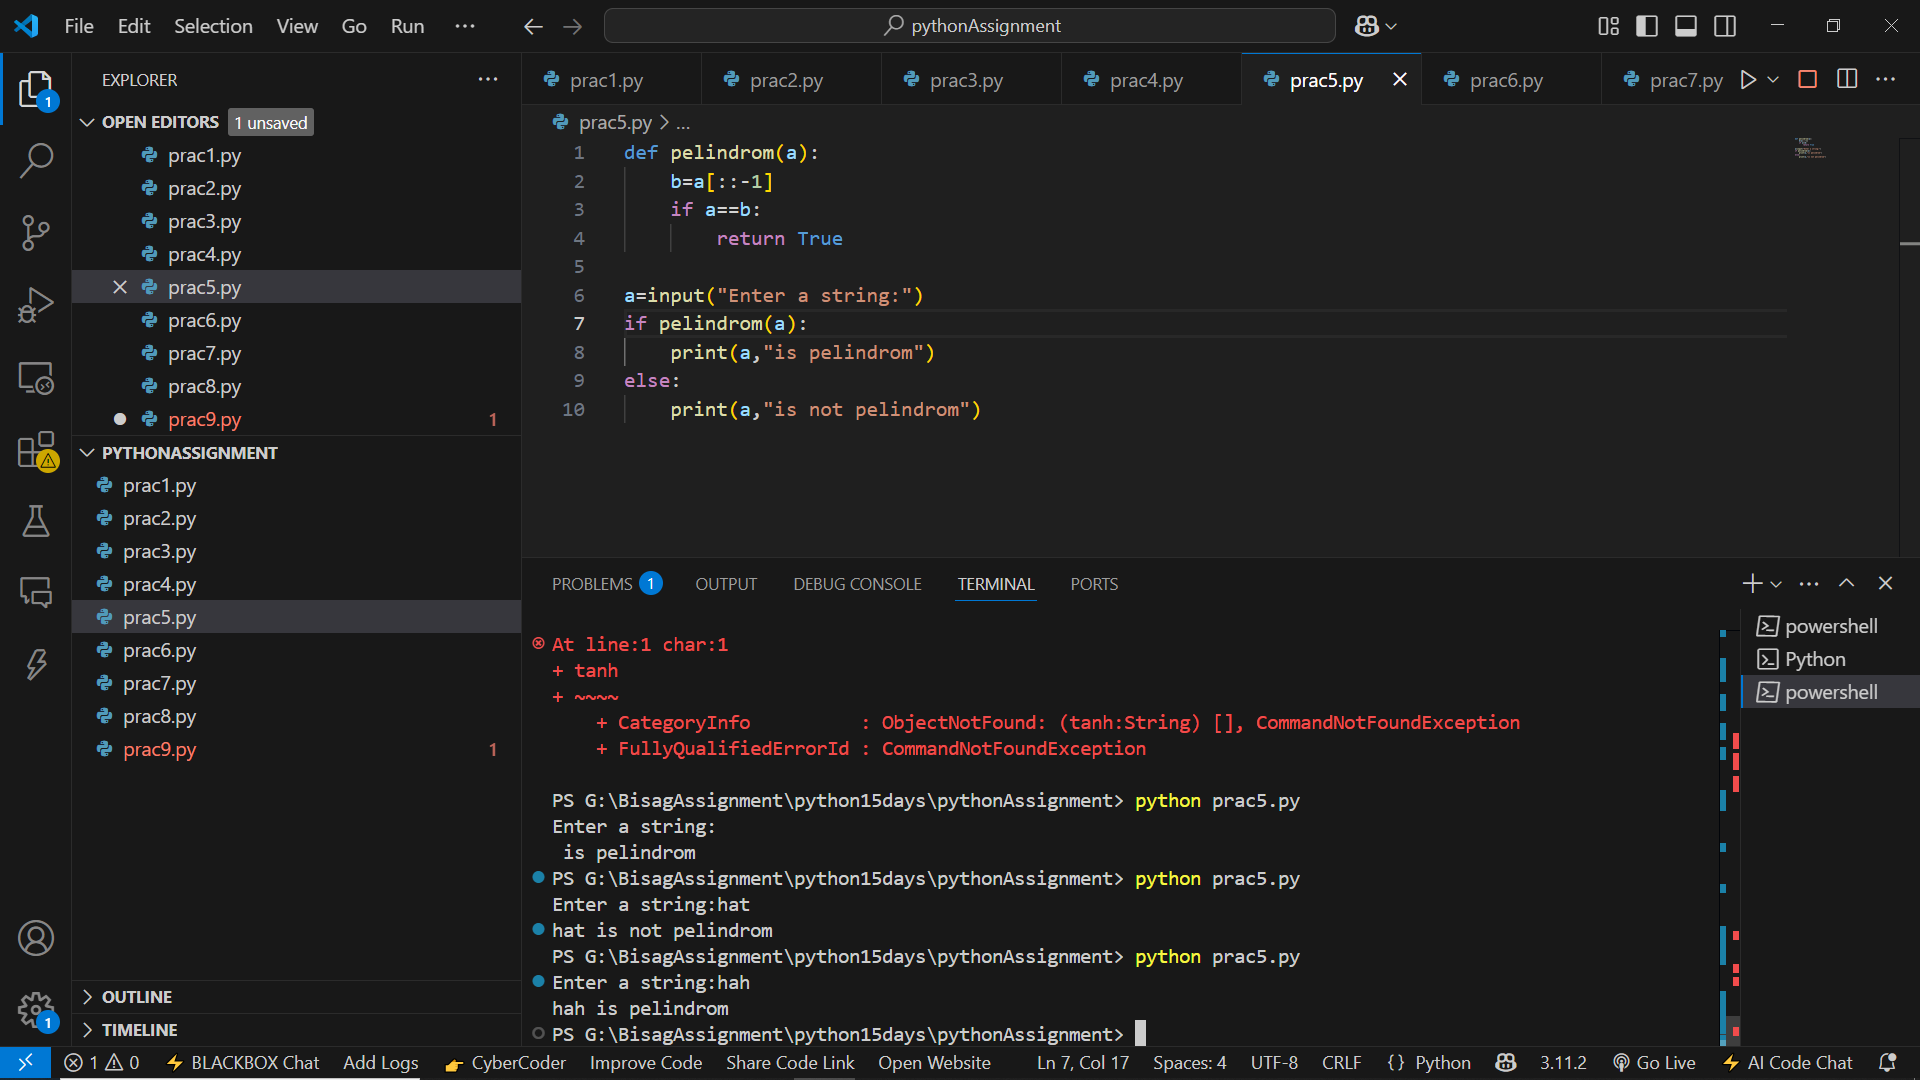 File Edit Selection View Go Run ··· pythonAssignment
EXPLORER
OPEN EDITORS 1 unsaved
prac1.py
prac2.py
prac3.py
prac4.py
prac5.py
prac6.py
prac7.py
prac8.py
prac9.py 1
PYTHONASSIGNMENT
prac1.py
prac2.py
prac3.py
prac4.py
prac5.py
prac6.py
prac7.py
prac8.py
prac9.py 1
OUTLINE
TIMELINE
1
1
prac1.py prac2.py prac3.py prac4.py prac5.py prac6.py prac7.py
prac5.py > ...
1 def pelindrom(a):
2     b=a[::-1]
3     if a==b:
4         return True
5
6 a=input("Enter a string:")
7 if pelindrom(a):
8     print(a,"is pelindrom")
9 else:
10     print(a,"is not pelindrom")
PROBLEMS 1 OUTPUT DEBUG CONSOLE TERMINAL PORTS
At line:1 char:1
+ tanh
+ ~~~~
    + CategoryInfo          : ObjectNotFound: (tanh:String) [], CommandNotFoundException
    + FullyQualifiedErrorId : CommandNotFoundException
PS G:\BisagAssignment\python15days\pythonAssignment> python prac5.py
Enter a string:
 is pelindrom
PS G:\BisagAssignment\python15days\pythonAssignment> python prac5.py
Enter a string:hat
hat is not pelindrom
PS G:\BisagAssignment\python15days\pythonAssignment> python prac5.py
Enter a string:hah
hah is pelindrom
PS G:\BisagAssignment\python15days\pythonAssignment>
powershell
Python
powershell
1 0 BLACKBOX Chat Add Logs CyberCoder Improve Code Share Code Link Open Website Ln 7, Col 17 Spaces: 4 UTF-8 CRLF {} Python 3.11.2 Go Live AI Code Chat